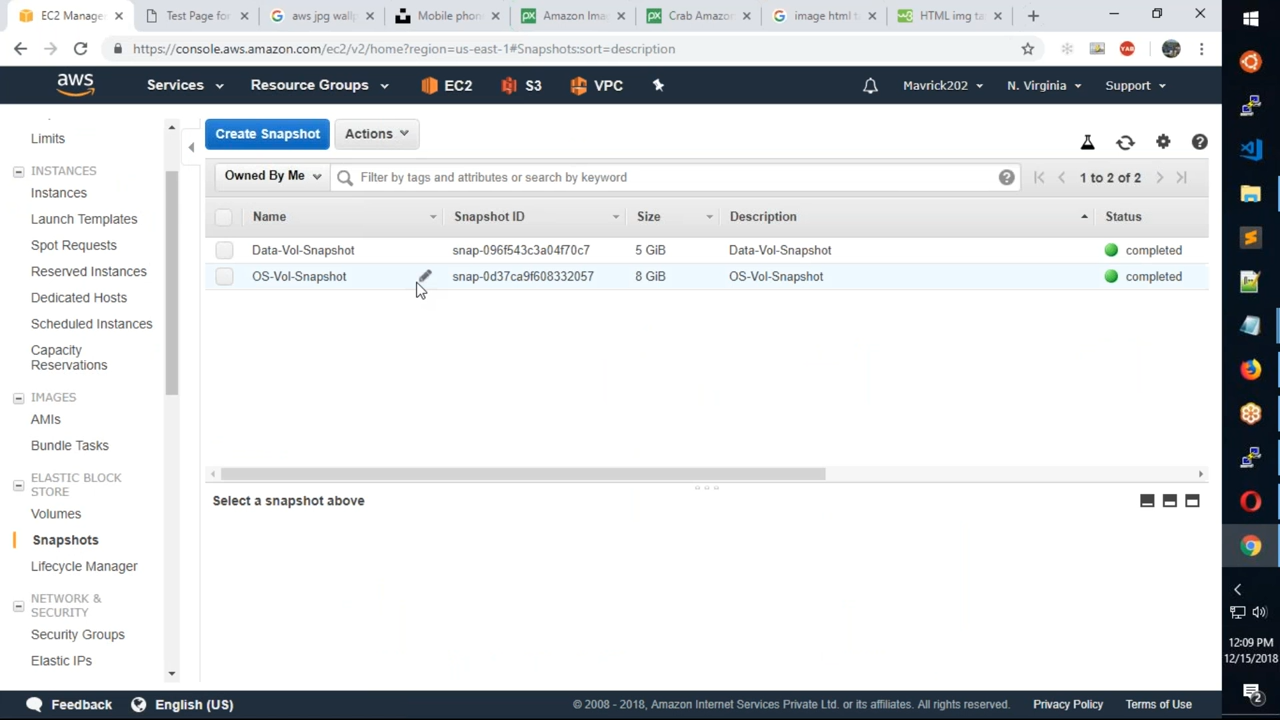 EC2 Manag
Test Page for
aws jpg wallp
Mobile phon
Amazon Ima
Crab Amazon
image html ta
HTML img ta
https://console.aws.amazon.com/ec2/v2/home?region=us-east-1#Snapshots:sort=description
aws
Services
Resource Groups
EC2
S3
VPC
Mavrick202
N. Virginia
Support
Limits
INSTANCES
Instances
Launch Templates
Spot Requests
Reserved Instances
Dedicated Hosts
Scheduled Instances
Capacity
Reservations
IMAGES
AMIs
Bundle Tasks
ELASTIC BLOCK
STORE
Volumes
Snapshots
Lifecycle Manager
NETWORK &
SECURITY
Security Groups
Elastic IPs
Create Snapshot
Actions
Owned By Me
Filter by tags and attributes or search by keyword
1 to 2 of 2
Name Snapshot ID Size Description Status
Data-Vol-Snapshot snap-096f543c3a04f70c7 5 GiB Data-Vol-Snapshot completed
OS-Vol-Snapshot snap-0d37ca9f608332057 8 GiB OS-Vol-Snapshot completed
Select a snapshot above
Feedback
English (US)
© 2008 - 2018, Amazon Internet Services Private Ltd. or its affiliates. All rights reserved.
Privacy Policy
Terms of Use
12:09 PM
12/15/2018
2